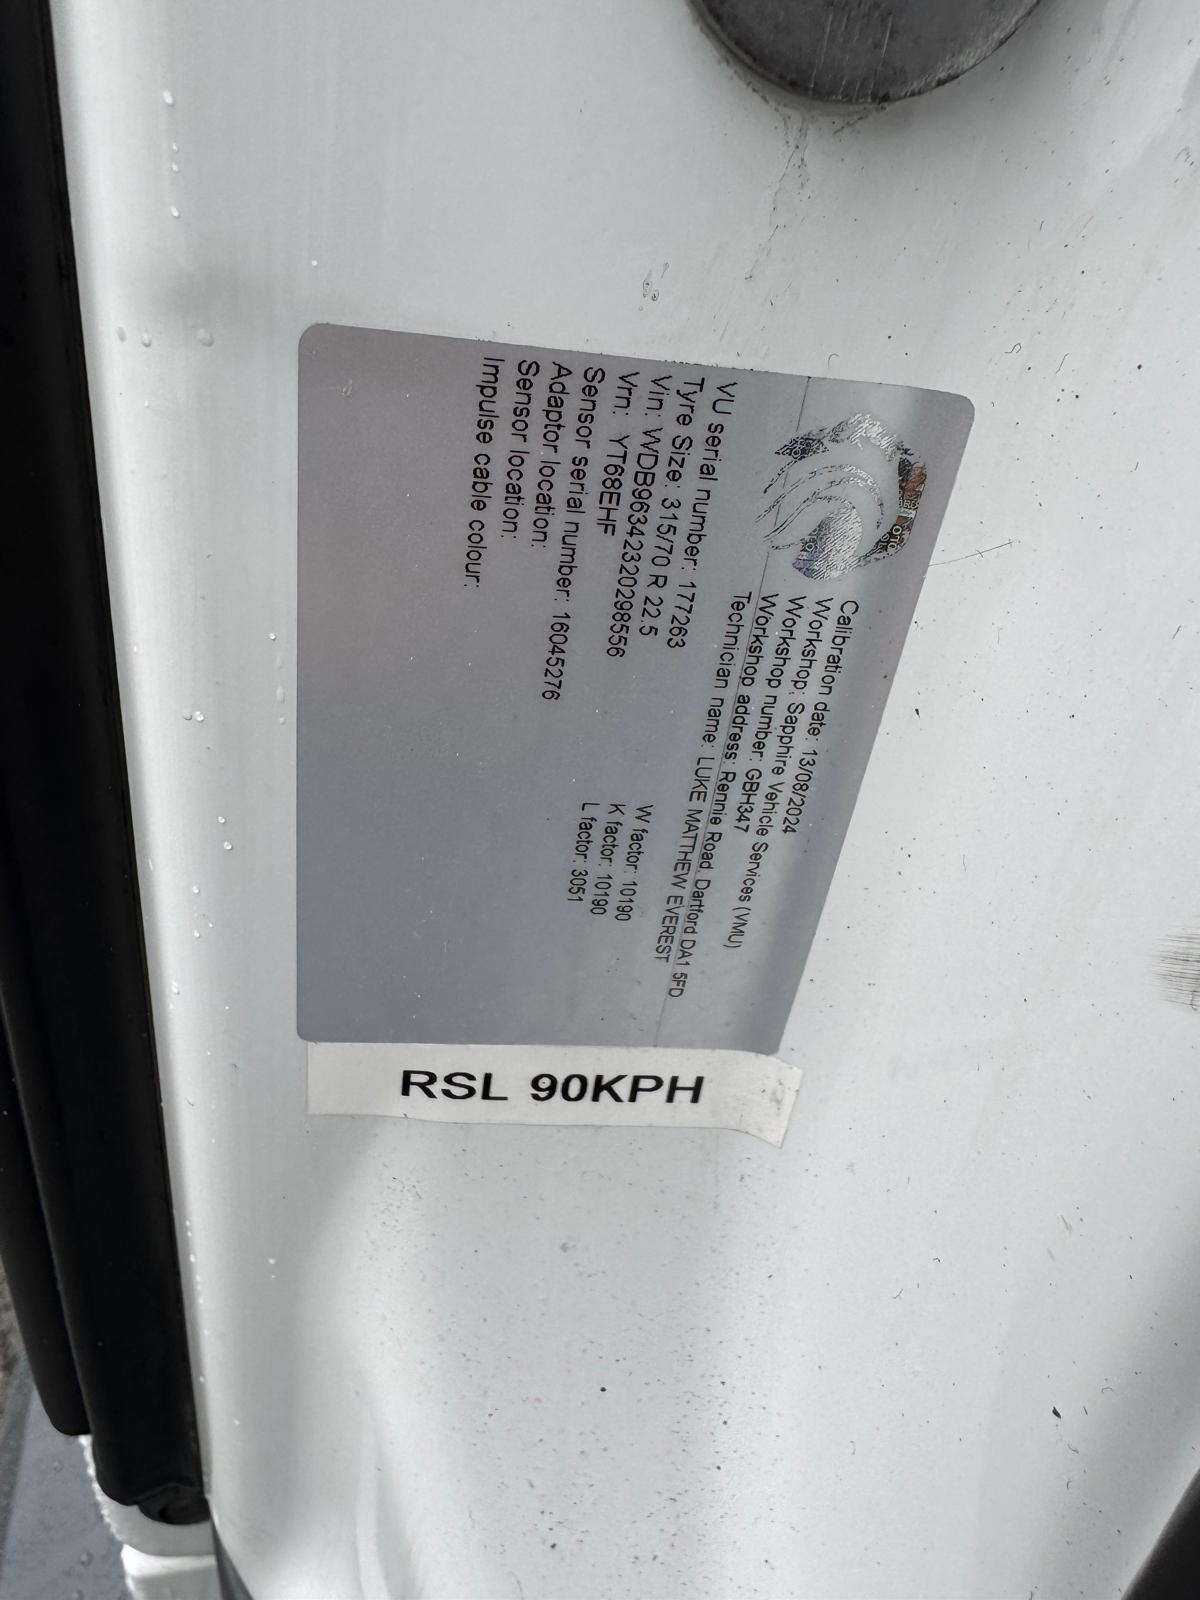 Calibration date: 13/08/2024
Workshop: Sapphire Vehicle Services (VMU)
Workshop number: GBH347
Workshop address: Rennie Road, Dartford DA1 5FD
Technician name: LUKE MATTHEW EVEREST
VU serial number: 177263
Tyre Size: 315/70 R 22.5
Vin: WDB96342320298556
Vrn: YT68EHF
Sensor serial number: 16045276
Adaptor location:
Sensor location:
Impulse cable colour:
W factor: 10190
K factor: 10190
L factor: 3051
RSL 90KPH